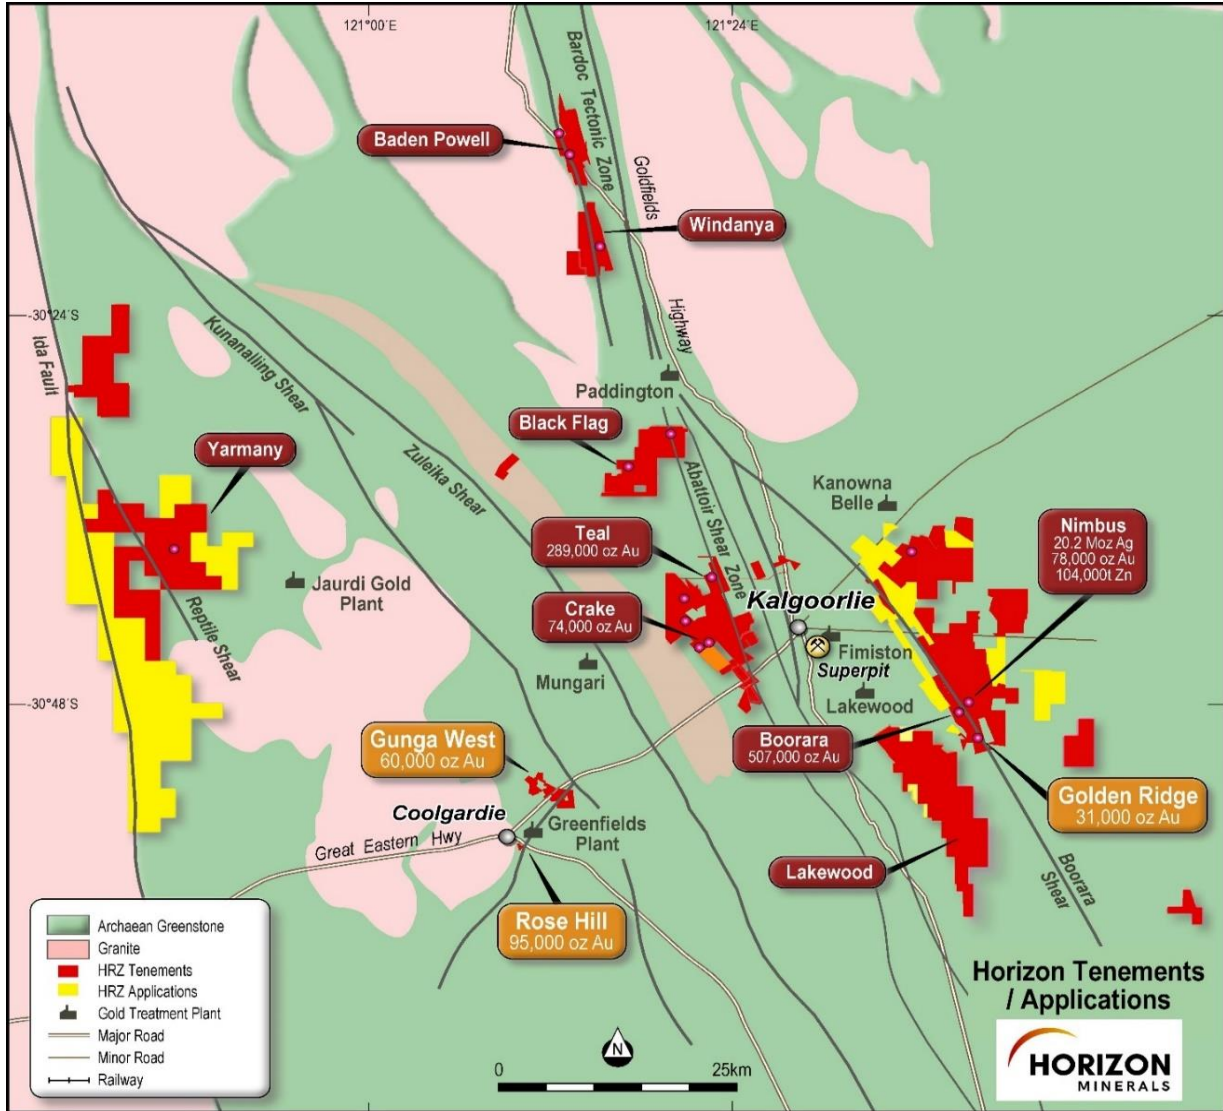 121°00´E
121°24´E
Bardoc Tectonic Zone
Baden Powell
Goldfields
Highway
Windanya
-30°24´S
Ida Fault
Kunanalling Shear
Paddington
Black Flag
Yarmany
Zuleika Shear
Abattoir Shear Zone
Kanowna
Belle
Teal
289,000 oz Au
Nimbus
20.2 Moz Ag
78,000 oz Au
104,000t Zn
Jaurdi Gold
Plant
Reptile Shear
Crake
74,000 oz Au
Kalgoorlie
Fimiston
Superpit
Mungari
Lakewood
-30°48´S
Gunga West
60,000 oz Au
Boorara
507,000 oz Au
Golden Ridge
31,000 oz Au
Coolgardie
Greenfields
Plant
Great Eastern Hwy
Lakewood
Boorara
Shear
Rose Hill
95,000 oz Au
Archaean Greenstone
Granite
HRZ Tenements
HRZ Applications
Gold Treatment Plant
Major Road
Minor Road
Railway
N
0
25km
Horizon Tenements
/ Applications
HORIZON
MINERALS